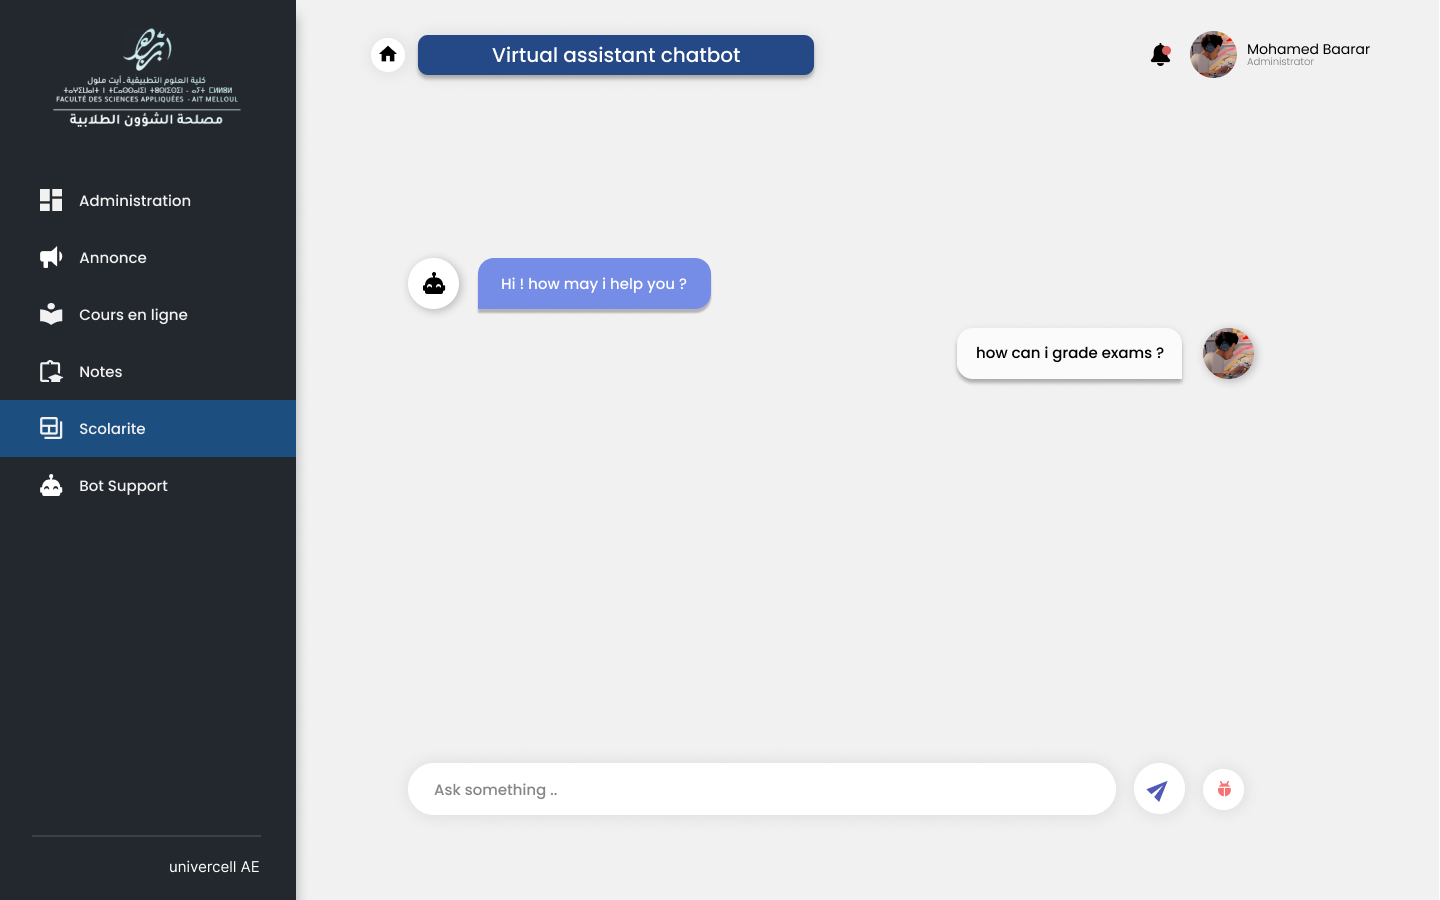 كلية العلوم التطبيقية - أيت ملول
FACULTÉ DES SCIENCES APPLIQUÉES - AIT MELLOUL
مصلحة الشؤون الطلابية
Administration
Annonce
Cours en ligne
Notes
Scolarite
Bot Support
univercell AE
Virtual assistant chatbot
Mohamed Baarar
Administrator
Hi ! how may i help you ?
how can i grade exams ?
Ask something ..